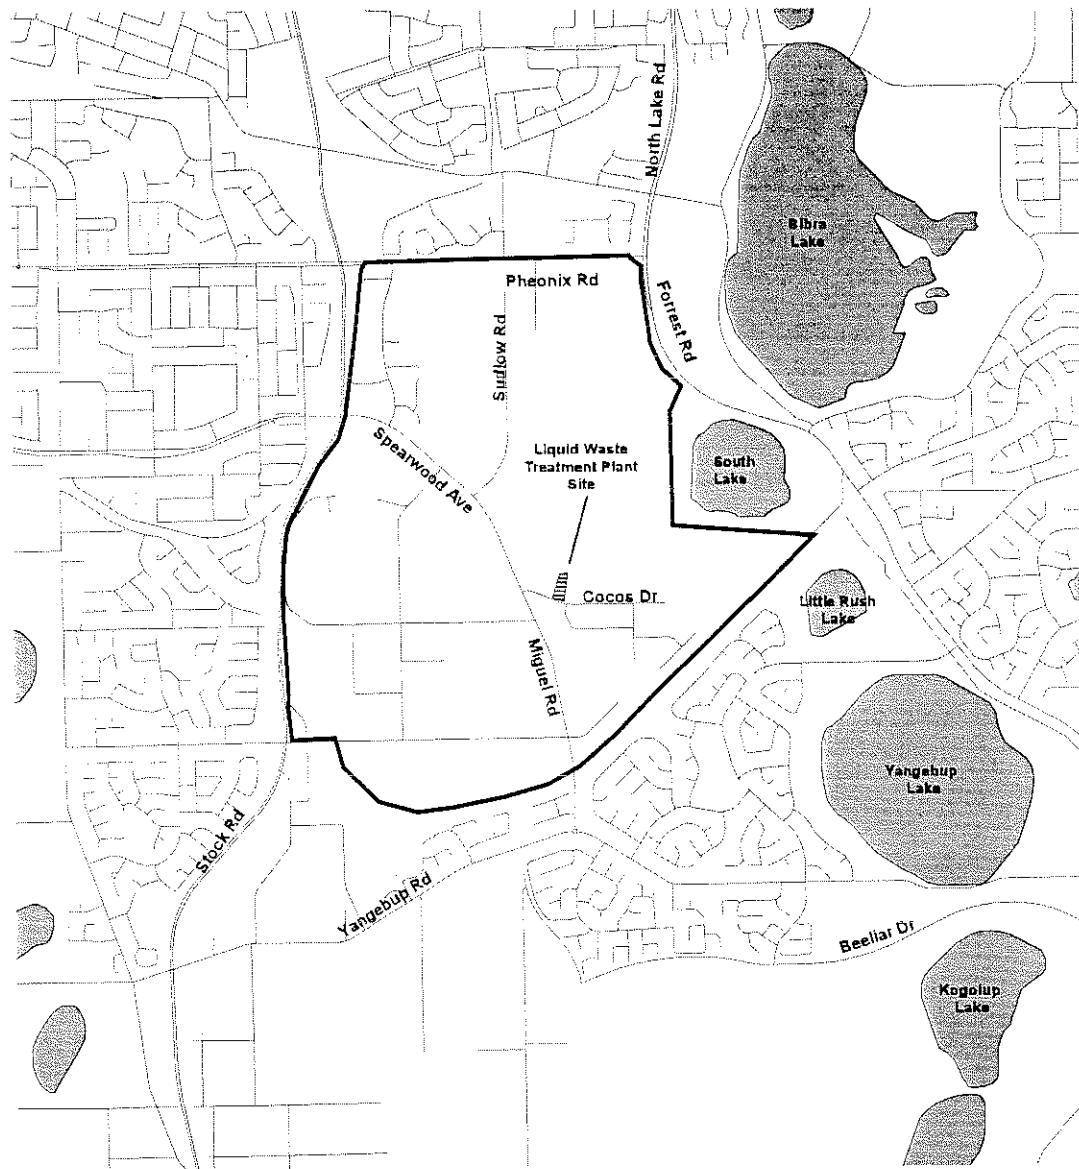 North Lake Rd
Bibra
Lake
Pheonix Rd
Forrest Rd
Sudlow Rd
Spearwood Ave
Liquid Waste
Treatment Plant
Site
South
Lake
Cocos Dr
Little Rush
Lake
Miguel Rd
Yangebup
Lake
Stock Rd
Yangebup Rd
Beeliar Dr
Kogolup
Lake